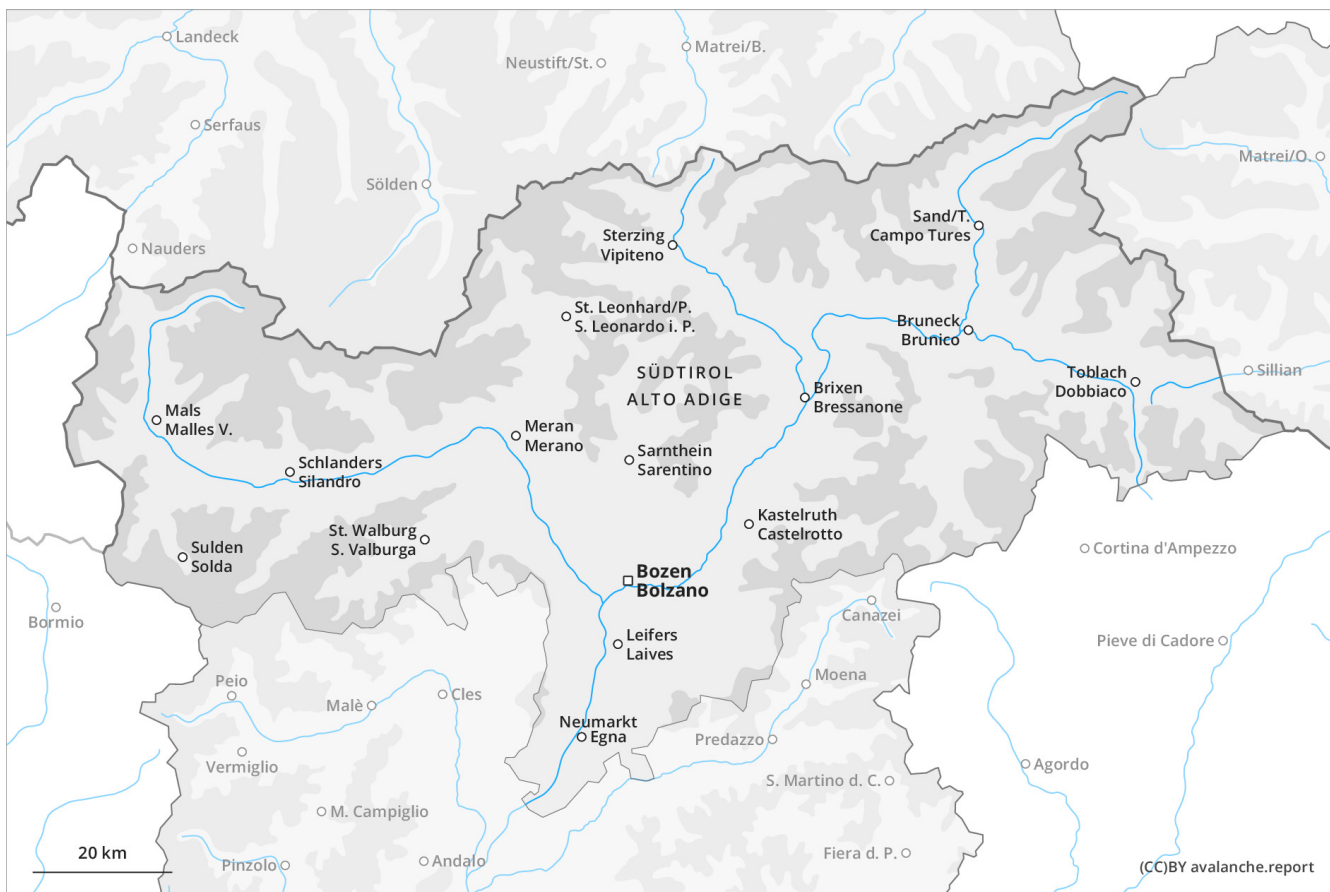 Landeck
Matrei/B.
Neustift/St.
Serfaus
Matrei/O.
Sölden
Sand/T.
Campo Tures
Sterzing
Vipiteno
Nauders
St. Leonhard/P.
S. Leonardo i. P.
Bruneck
Brunico
SÜDTIROL
ALTO ADIGE
Toblach
Dobbiaco
Sillian
Brixen
Bressanone
Mals
Malles V.
Meran
Merano
Sarnthein
Sarentino
Schlanders
Silandro
Kastelruth
Castelrotto
St. Walburg
S. Valburga
Sulden
Solda
Cortina d'Ampezzo
Bozen
Bolzano
Bormio
Canazei
Leifers
Laives
Pieve di Cadore
Peio
Moena
Malè
Cles
Neumarkt
Egna
Predazzo
Vermiglio
Agordo
S. Martino d. C.
M. Campiglio
20 km
Pinzolo
Andalo
Fiera d. P.
(CC)BY avalanche.report